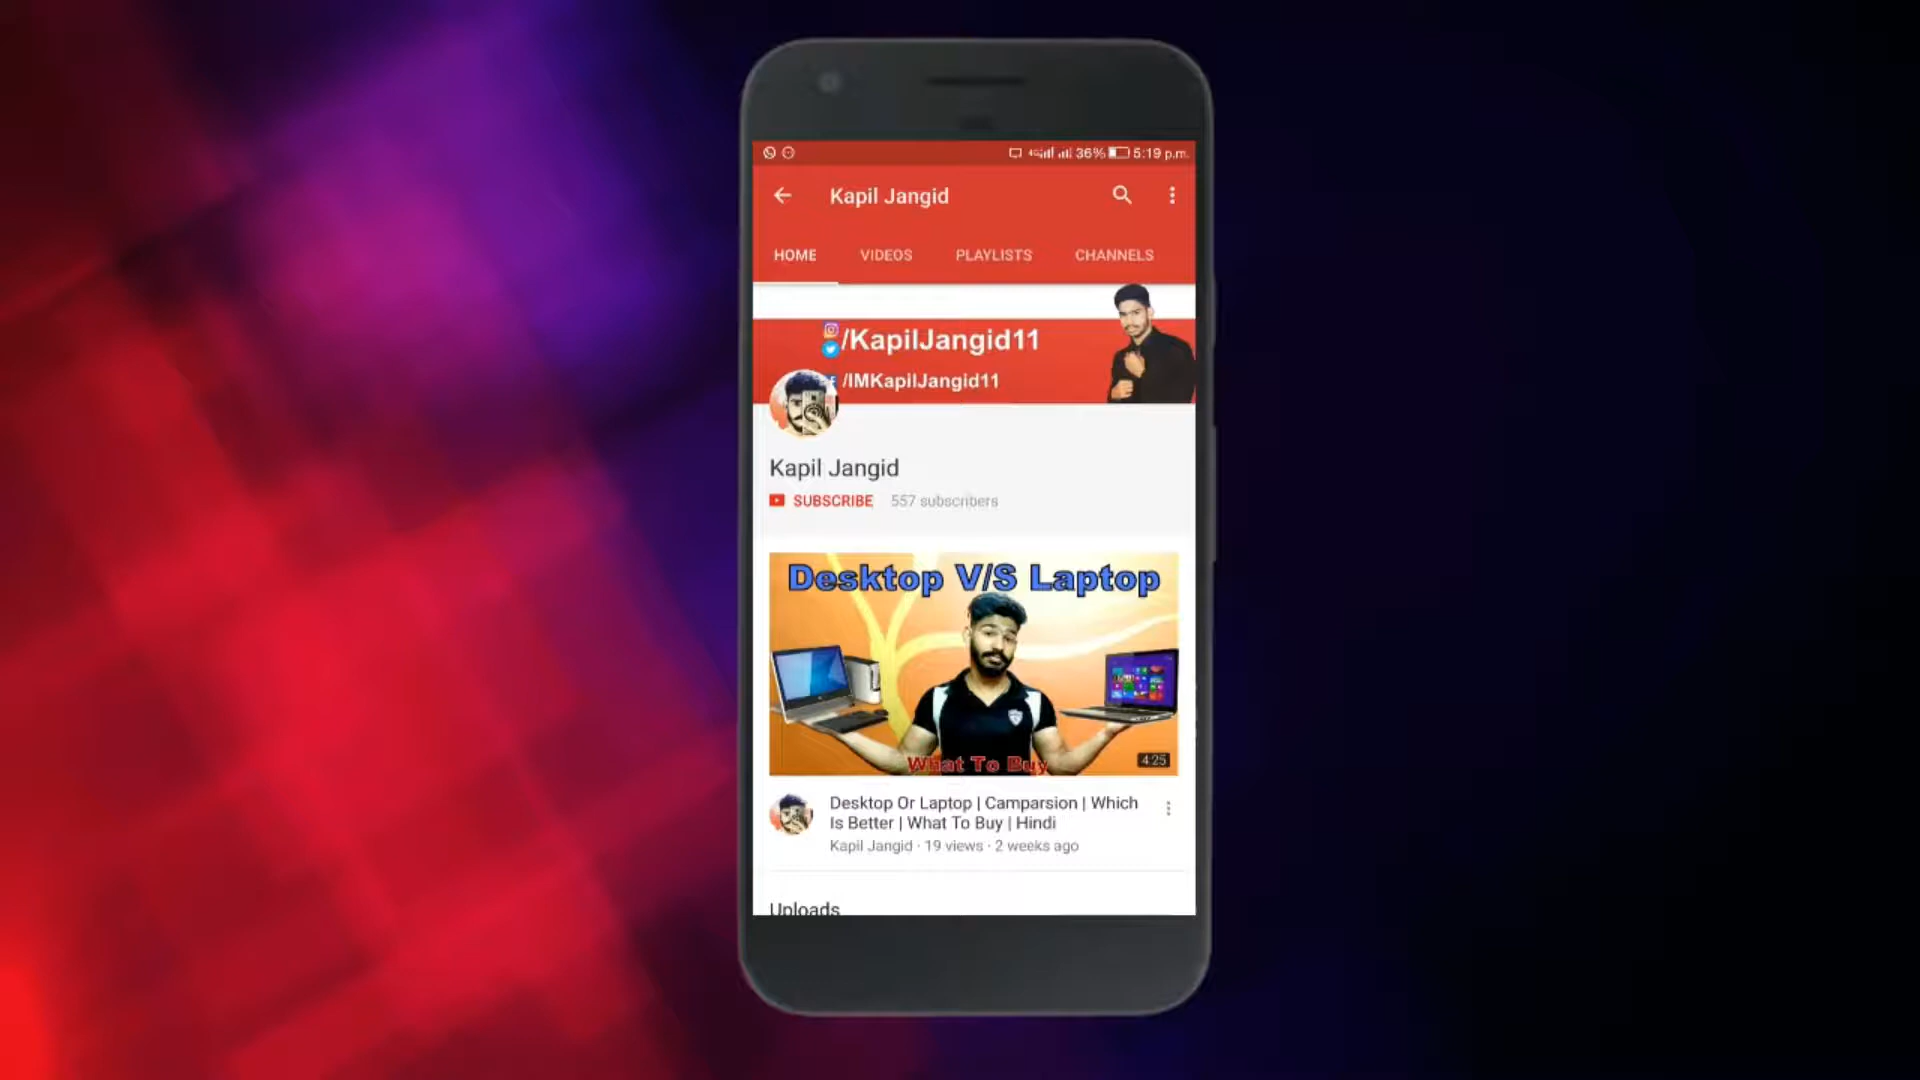 36% 5:19 p.m.
Kapil Jangid
HOME VIDEOS PLAYLISTS CHANNELS
/KapilJangid11
/IMKapilJangid11
Kapil Jangid
SUBSCRIBE 557 subscribers
Desktop V/S Laptop
What To Buy
4:25
Desktop Or Laptop | Camparsion | Which
Is Better | What To Buy | Hindi
Kapil Jangid · 19 views · 2 weeks ago
Uploads